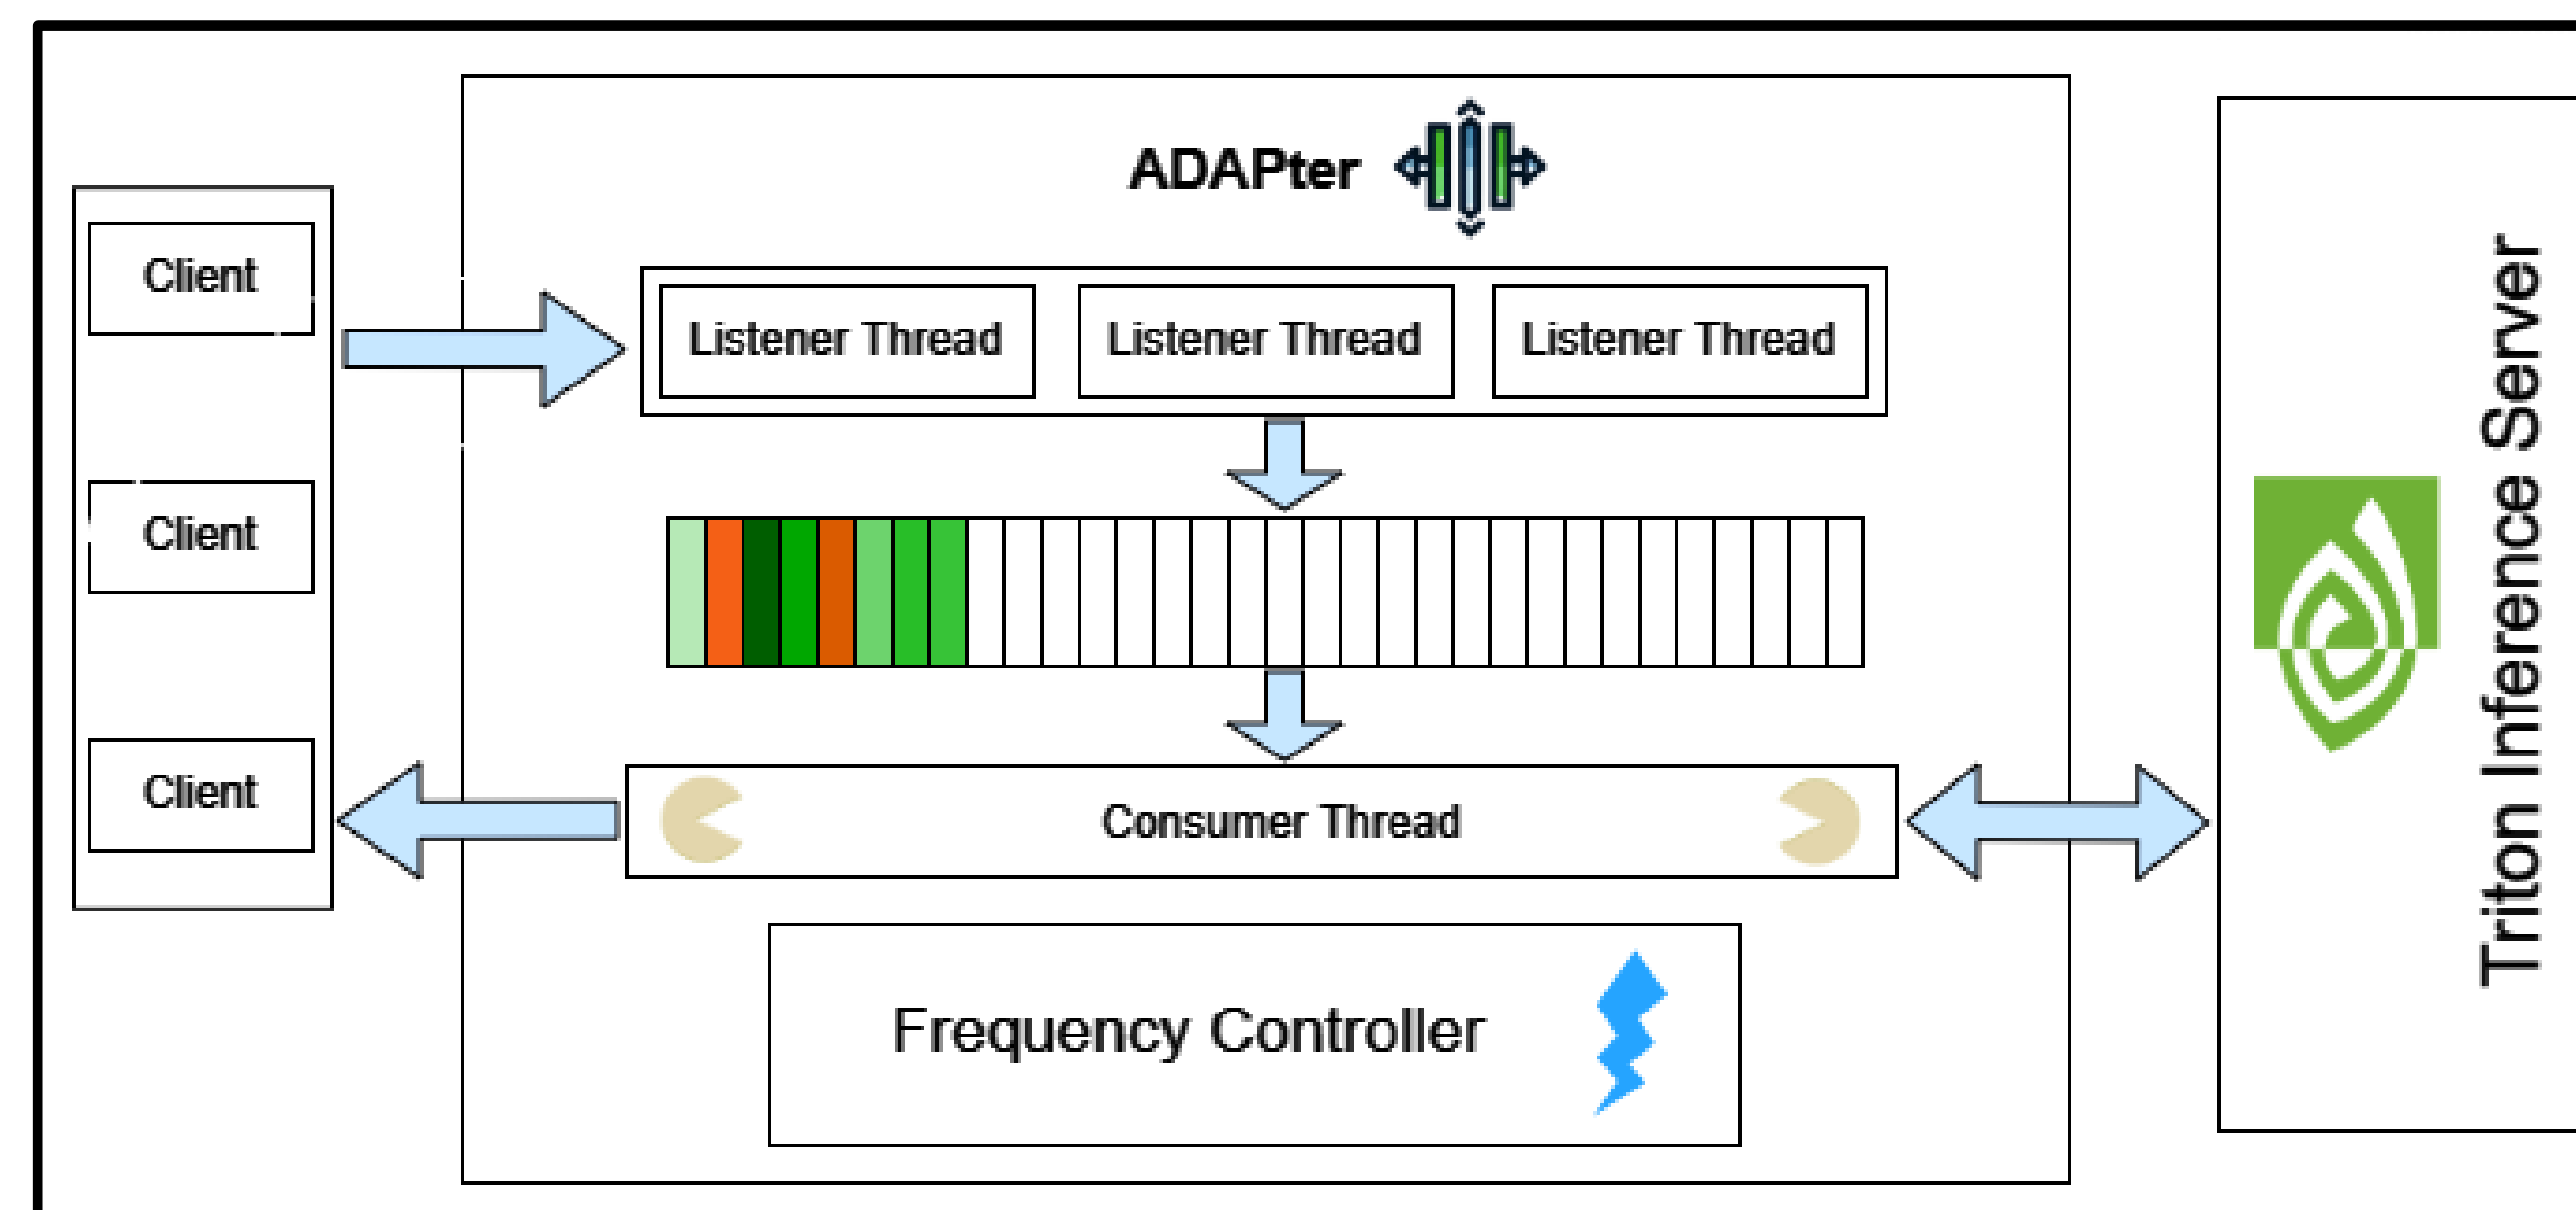 ADAPter
Client
Client
Client
Listener Thread
Listener Thread
Listener Thread
Consumer Thread
Frequency Controller
Triton Inference Server